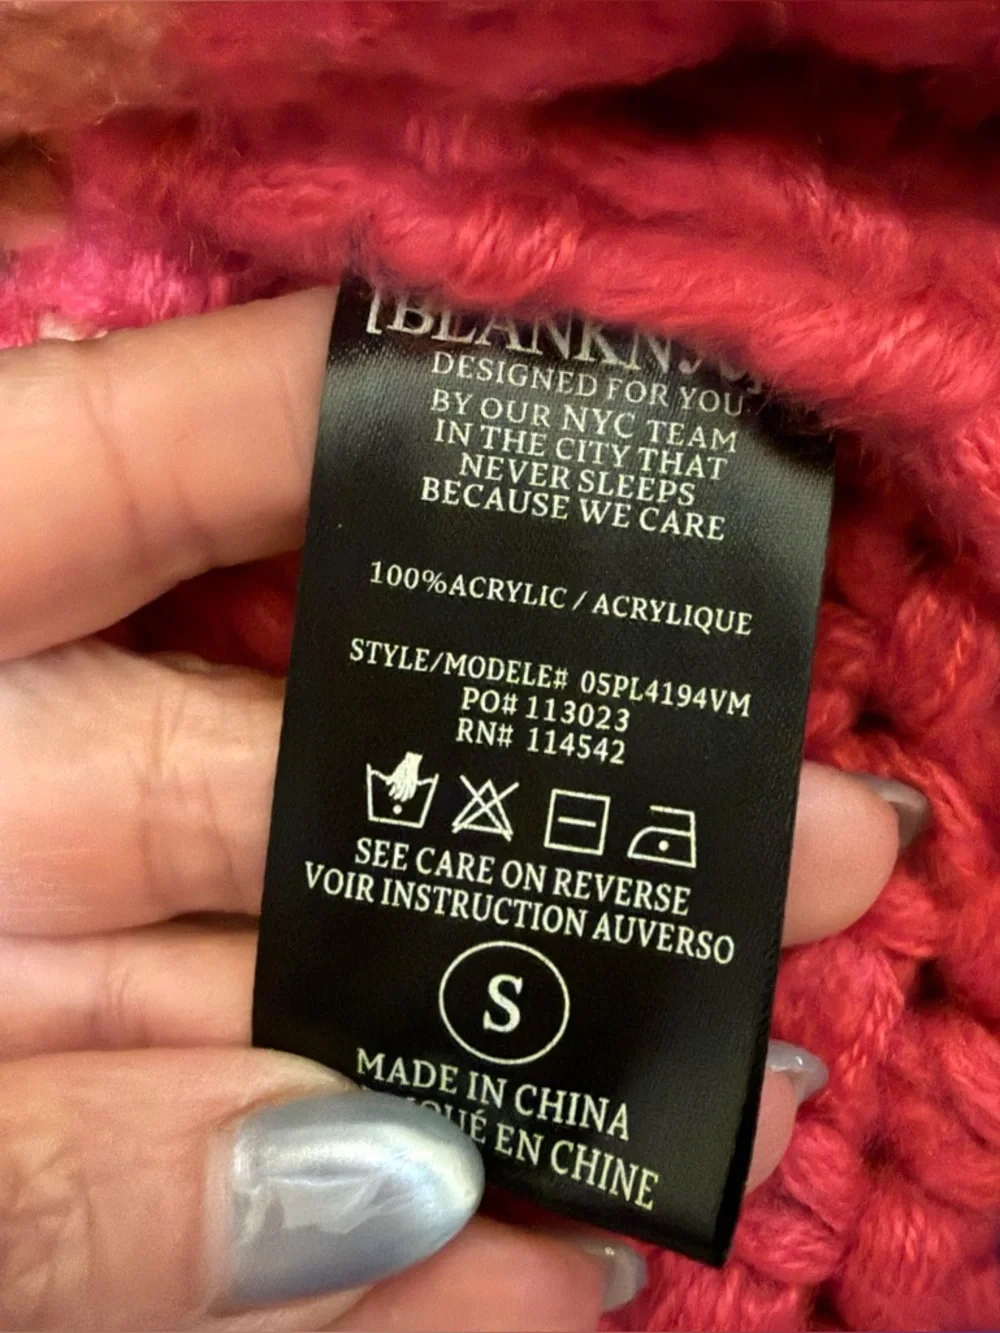 [BLANKNYC]
DESIGNED FOR YOU
BY OUR NYC TEAM
IN THE CITY THAT
NEVER SLEEPS
BECAUSE WE CARE
100%ACRYLIC / ACRYLIQUE
STYLE/MODELE# 05PL4194VM
PO# 113023
RN# 114542
SEE CARE ON REVERSE
VOIR INSTRUCTION AUVERSO
S
MADE IN CHINA
EN CHINE